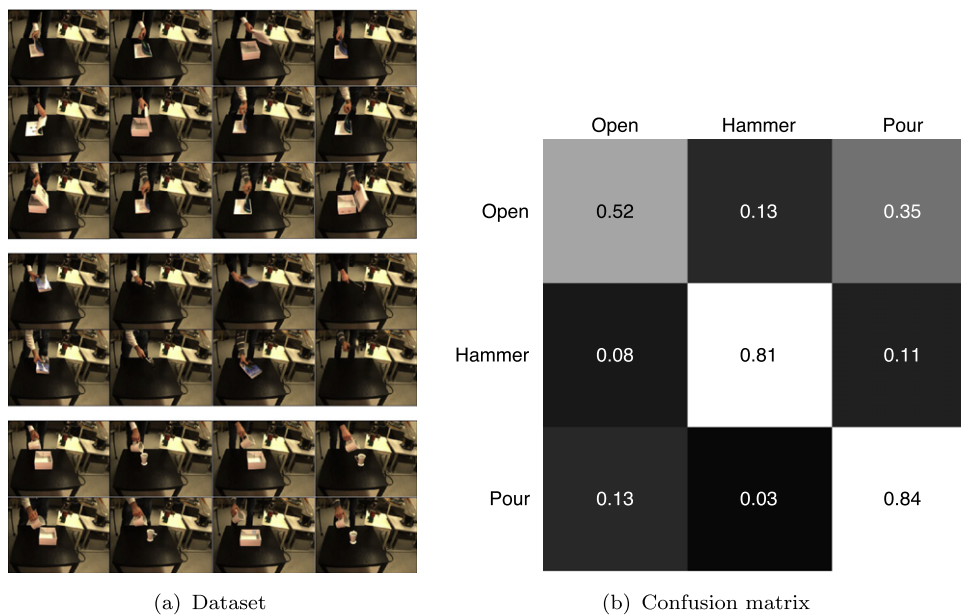 Open Hammer Pour
Open 0.52 0.13 0.35
Hammer 0.08 0.81 0.11
Pour 0.13 0.03 0.84
(a) Dataset (b) Confusion matrix